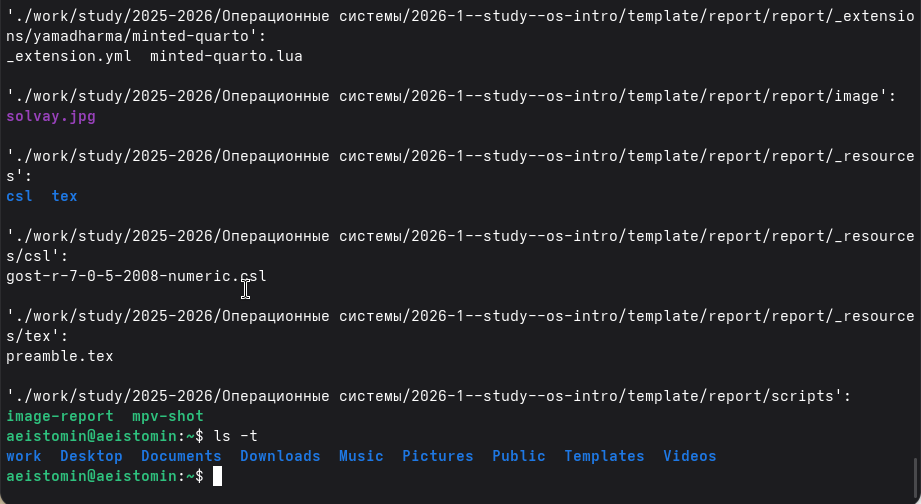 './work/study/2025-2026/Операционные системы/2026-1--study--os-intro/template/report/report/_extensio
ns/yamadharma/minted-quarto':
_extension.yml  minted-quarto.lua
'./work/study/2025-2026/Операционные системы/2026-1--study--os-intro/template/report/report/image':
solvay.jpg
'./work/study/2025-2026/Операционные системы/2026-1--study--os-intro/template/report/report/_resource
s':
csl  tex
'./work/study/2025-2026/Операционные системы/2026-1--study--os-intro/template/report/report/_resource
s/csl':
gost-r-7-0-5-2008-numeric.csl
'./work/study/2025-2026/Операционные системы/2026-1--study--os-intro/template/report/report/_resource
s/tex':
preamble.tex
'./work/study/2025-2026/Операционные системы/2026-1--study--os-intro/template/report/scripts':
image-report  mpv-shot
aeistomin@aeistomin:~$ ls -t
work  Desktop  Documents  Downloads  Music  Pictures  Public  Templates  Videos
aeistomin@aeistomin:~$